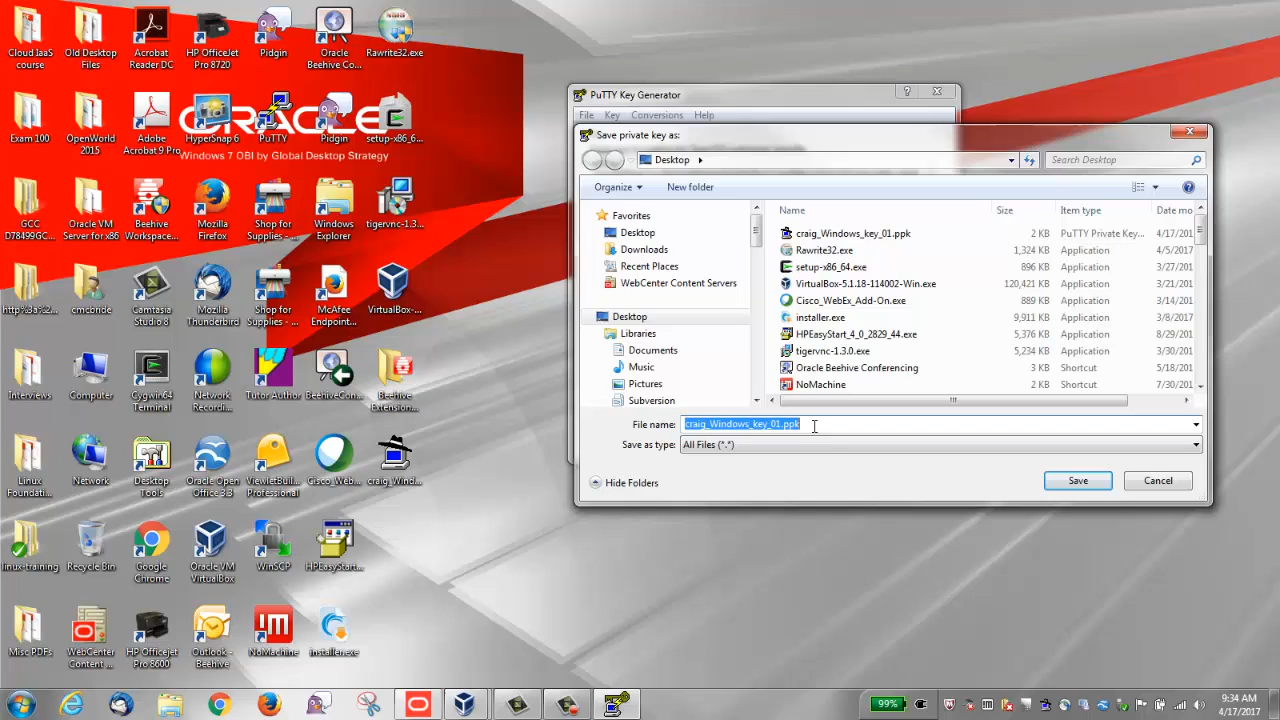 Cloud IaaS
course
Old Desktop
Files
Acrobat
Reader DC
HP OfficeJet
Pro 8720
Pidgin
Oracle
Beehive Co...
Rawrite32.exe
Exam 100
OpenWorld
2015
Adobe
Acrobat 9 Pro
HyperSnap 6
PuTTY
Pidgin
setup-x86_6...
ORACLE
Windows 7 OBI by Global Desktop Strategy
GCC
D78499GC...
Oracle VM
Server for x86
Beehive
Workspace...
Mozilla
Firefox
Shop for
Supplies - ...
Windows
Explorer
tigervnc-1.3...
http%3a%2...
cmcbride
Camtasia
Studio 8
Mozilla
Thunderbird
Shop for
Supplies - ...
McAfee
Endpoint...
VirtualBox-...
Interviews
Computer
Cygwin64
Terminal
Network
Recordi...
Tutor Author
BeehiveCon...
Beehive
Extension...
Linux
Foundati...
Network
Desktop
Tools
Oracle Open
Office 3.3
ViewletBuil...
Professional
Cisco_Web...
craig_Wind...
linux-training
Recycle Bin
Google
Chrome
Oracle VM
VirtualBox
WinSCP
HPEasyStart...
Misc PDFs
WebCenter
Content ...
HP Officejet
Pro 8600
Outlook -
Beehive
NoMachine
installer.exe
PuTTY Key Generator
File Key Conversions Help
Save private key as:
Desktop
Search Desktop
Organize
New folder
Favorites
Desktop
Downloads
Recent Places
WebCenter Content Servers
Desktop
Libraries
Documents
Music
Pictures
Subversion
Name Size Item type Date mo
craig_Windows_key_01.ppk 2 KB PuTTY Private Key... 4/17/201
Rawrite32.exe 1,324 KB Application 4/5/2017
setup-x86_64.exe 896 KB Application 3/27/201
VirtualBox-5.1.18-114002-Win.exe 120,421 KB Application 3/21/201
Cisco_WebEx_Add-On.exe 889 KB Application 3/14/201
installer.exe 9,911 KB Application 3/8/2017
HPEasyStart_4_0_2829_44.exe 5,376 KB Application 8/29/201
tigervnc-1.3.0.exe 5,234 KB Application 3/30/201
Oracle Beehive Conferencing 3 KB Shortcut 5/18/201
NoMachine 2 KB Shortcut 7/30/201
File name: craig_Windows_key_01.ppk
Save as type: All Files (*.*)
Hide Folders
Save
Cancel
99%
9:34 AM
4/17/2017